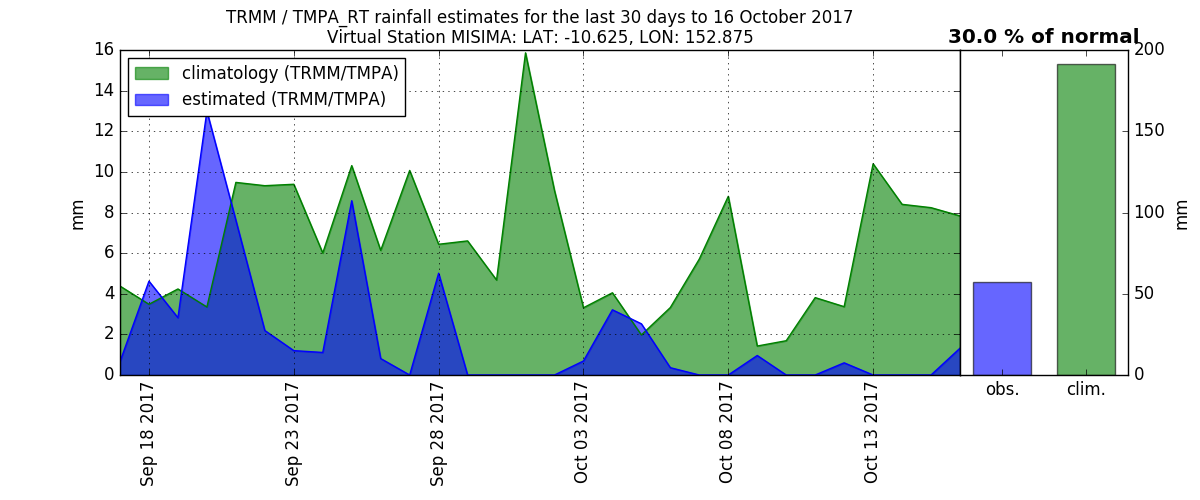 TRMM / TMPA_RT rainfall estimates for the last 30 days to 16 October 2017
Virtual Station MISIMA: LAT: -10.625, LON: 152.875
30.0 % of normal
climatology (TRMM/TMPA)
estimated (TRMM/TMPA)
mm
16
14
12
10
8
6
4
2
0
Sep 18 2017
Sep 23 2017
Sep 28 2017
Oct 03 2017
Oct 08 2017
Oct 13 2017
200
150
100
50
0
mm
obs.
clim.